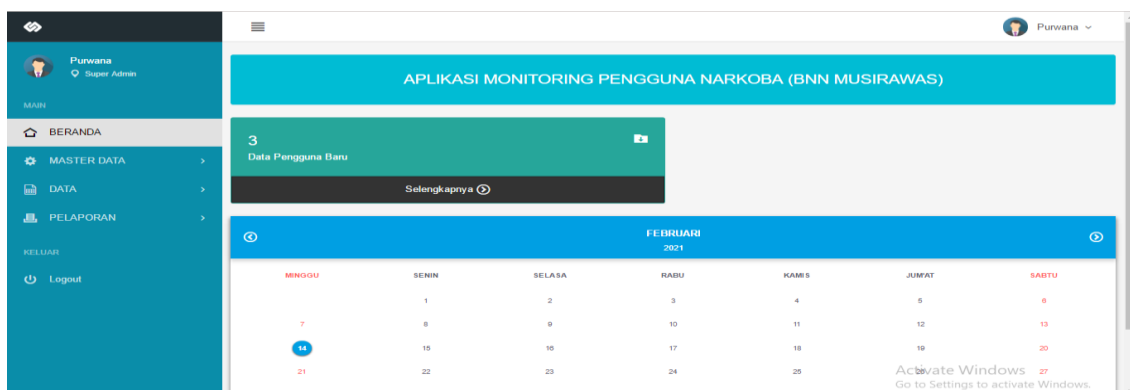 Purwana
Purwana
Super Admin
MAIN
BERANDA
MASTER DATA
DATA
PELAPORAN
KELUAR
Logout
APLIKASI MONITORING PENGGUNA NARKOBA (BNN MUSIRAWAS)
3
Data Pengguna Baru
Selengkapnya
FEBRUARI
2021
MINGGU SENIN SELASA RABU KAMIS JUM'AT SABTU
1 2 3 4 5 6
7 8 9 10 11 12 13
14 15 16 17 18 19 20
21 22 23 24 25 26 27
Activate Windows
Go to Settings to activate Windows.